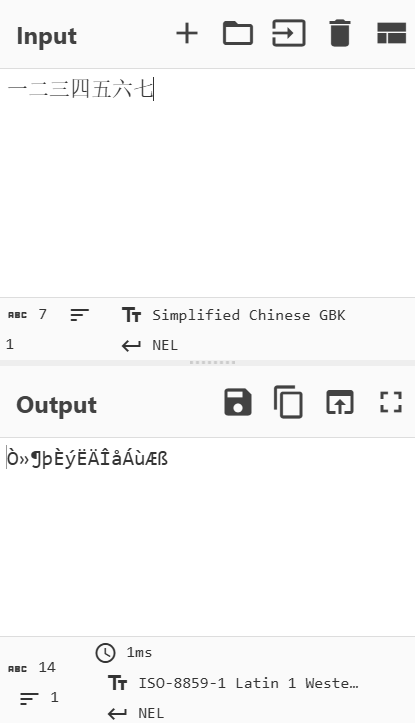 Input
一二三四五六七
ABC 7
Simplified Chinese GBK
1
NEL
Output
Ò»¶þÈýËÄÎåÁùÆß
1ms
ABC 14
ISO-8859-1 Latin 1 Weste…
1
NEL